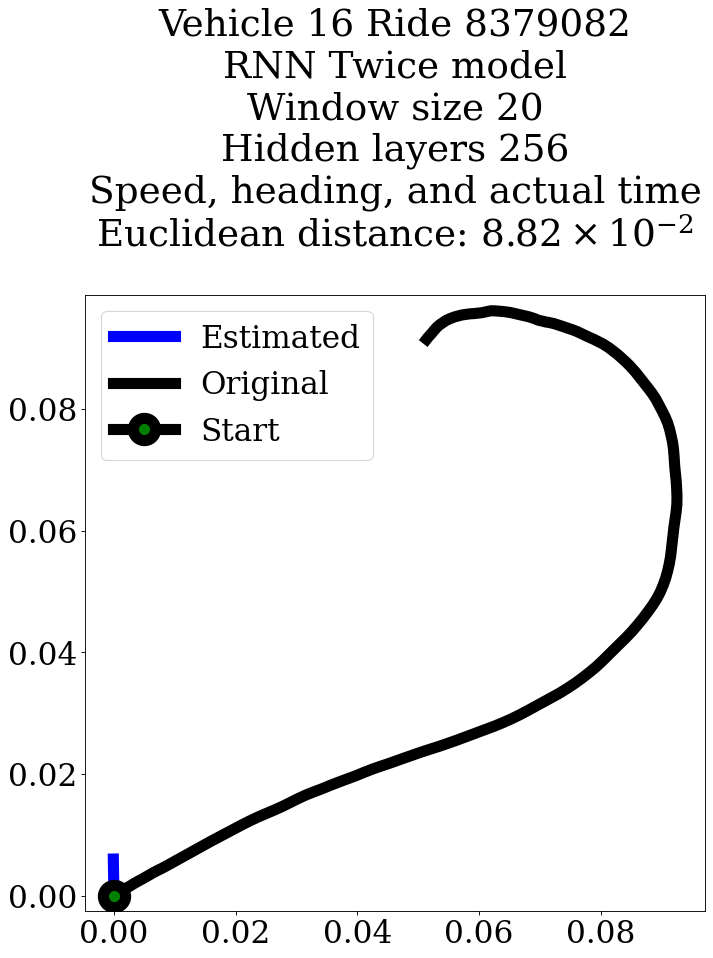 Vehicle 16 Ride 8379082
RNN Twice model
Window size 20
Hidden layers 256
Speed, heading, and actual time
Euclidean distance: 8.82 × 10⁻²
Estimated
Original
Start
0.08
0.06
0.04
0.02
0.00
0.00 0.02 0.04 0.06 0.08